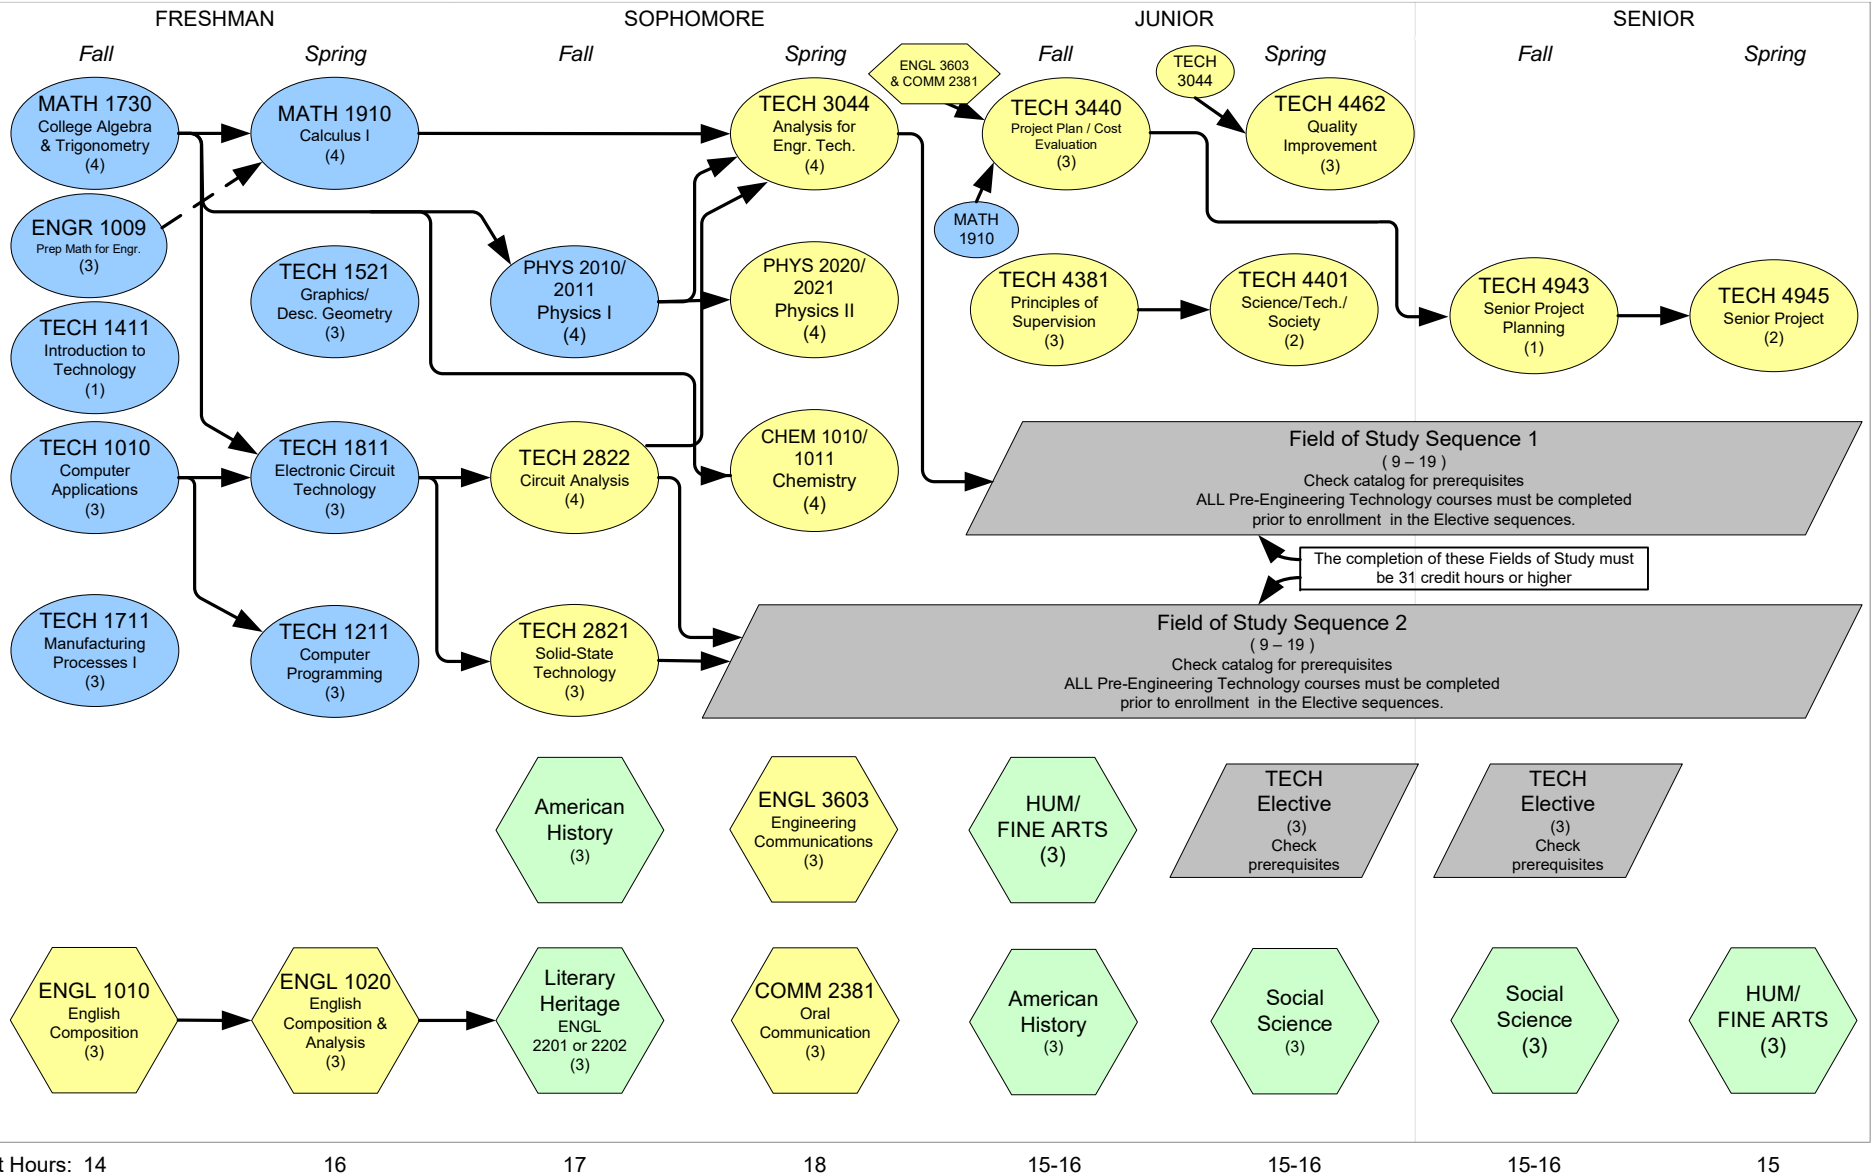 FRESHMAN
SOPHOMORE
JUNIOR
SENIOR
Fall
Spring
Fall
Spring
Fall
Spring
Fall
Spring
MATH 1730
College Algebra
& Trigonometry
(4)
MATH 1910
Calculus I
(4)
TECH 3044
Analysis for
Engr. Tech.
(4)
ENGL 3603
& COMM 2381
TECH 3440
Project Plan / Cost
Evaluation
(3)
TECH
3044
TECH 4462
Quality
Improvement
(3)
MATH
1910
ENGR 1009
Prep Math for Engr.
(3)
TECH 1521
Graphics/
Desc. Geometry
(3)
PHYS 2010/
2011
Physics I
(4)
PHYS 2020/
2021
Physics II
(4)
TECH 4381
Principles of
Supervision
(3)
TECH 4401
Science/Tech./
Society
(2)
TECH 4943
Senior Project
Planning
(1)
TECH 4945
Senior Project
(2)
TECH 1411
Introduction to
Technology
(1)
TECH 1010
Computer
Applications
(3)
TECH 1811
Electronic Circuit
Technology
(3)
TECH 2822
Circuit Analysis
(4)
CHEM 1010/
1011
Chemistry
(4)
Field of Study Sequence 1
( 9 – 19 )
Check catalog for prerequisites
ALL Pre-Engineering Technology courses must be completed
prior to enrollment in the Elective sequences.
The completion of these Fields of Study must
be 31 credit hours or higher
TECH 1711
Manufacturing
Processes I
(3)
TECH 1211
Computer
Programming
(3)
TECH 2821
Solid-State
Technology
(3)
Field of Study Sequence 2
( 9 – 19 )
Check catalog for prerequisites
ALL Pre-Engineering Technology courses must be completed
prior to enrollment in the Elective sequences.
American
History
(3)
ENGL 3603
Engineering
Communications
(3)
HUM/
FINE ARTS
(3)
TECH
Elective
(3)
Check
prerequisites
TECH
Elective
(3)
Check
prerequisites
ENGL 1010
English
Composition
(3)
ENGL 1020
English
Composition &
Analysis
(3)
Literary
Heritage
ENGL
2201 or 2202
(3)
COMM 2381
Oral
Communication
(3)
American
History
(3)
Social
Science
(3)
Social
Science
(3)
HUM/
FINE ARTS
(3)
t Hours: 14
16
17
18
15-16
15-16
15-16
15